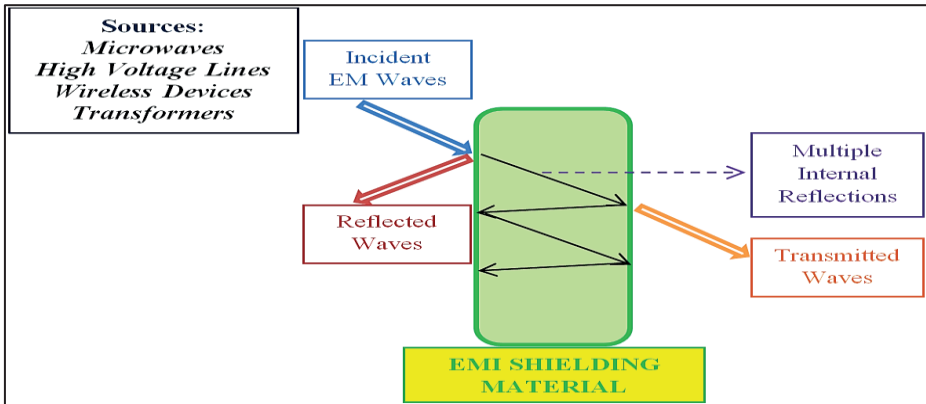 Sources:
Microwaves
High Voltage Lines
Wireless Devices
Transformers
Incident
EM Waves
Multiple
Internal
Reflections
Reflected
Waves
Transmitted
Waves
EMI SHIELDING
MATERIAL